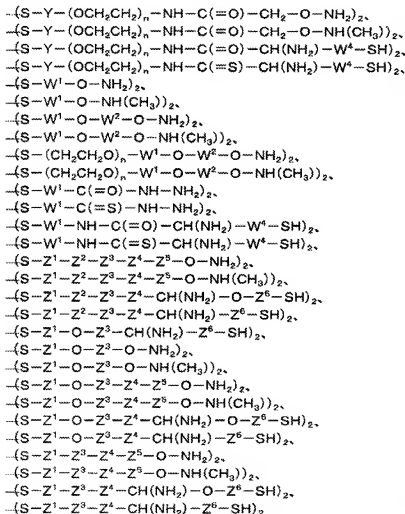 —(S—Y—(OCH₂CH₂)ₙ—NH—C(=O)—CH₂—O—NH₂)₂、
—(S—Y—(OCH₂CH₂)ₙ—NH—C(=O)—CH₂—O—NH(CH₃))₂、
—(S—Y—(OCH₂CH₂)ₙ—NH—C(=O)—CH(NH₂)—W⁴—SH)₂、
—(S—Y—(OCH₂CH₂)ₙ—NH—C(=S)—CH(NH₂)—W⁴—SH)₂、
—(S—W¹—O—NH₂)₂、
—(S—W¹—O—NH(CH₃))₂、
—(S—W¹—O—W²—O—NH₂)₂、
—(S—W¹—O—W²—O—NH(CH₃))₂、
—(S—(CH₂CH₂O)ₙ—W¹—O—W²—O—NH₂)₂、
—(S—(CH₂CH₂O)ₙ—W¹—O—W²—O—NH(CH₃))₂、
—(S—W¹—C(=O)—NH—NH₂)₂、
—(S—W¹—C(=S)—NH—NH₂)₂、
—(S—W¹—NH—C(=O)—CH(NH₂)—W⁴—SH)₂、
—(S—W¹—NH—C(=S)—CH(NH₂)—W⁴—SH)₂、
—(S—Z¹—Z²—Z³—Z⁴—Z⁵—O—NH₂)₂、
—(S—Z¹—Z²—Z³—Z⁴—Z⁵—O—NH(CH₃))₂、
—(S—Z¹—Z²—Z³—Z⁴—CH(NH₂)—O—Z⁶—SH)₂、
—(S—Z¹—Z²—Z³—Z⁴—CH(NH₂)—Z⁶—SH)₂、
—(S—Z¹—O—Z³—CH(NH₂)—Z⁶—SH)₂、
—(S—Z¹—O—Z³—O—NH₂)₂、
—(S—Z¹—O—Z³—O—NH(CH₃))₂、
—(S—Z¹—O—Z³—Z⁴—Z⁵—O—NH₂)₂、
—(S—Z¹—O—Z³—Z⁴—Z⁵—O—NH(CH₃))₂、
—(S—Z¹—O—Z³—Z⁴—CH(NH₂)—O—Z⁶—SH)₂、
—(S—Z¹—O—Z³—Z⁴—CH(NH₂)—Z⁶—SH)₂、
—(S—Z¹—Z³—Z⁴—Z⁵—O—NH₂)₂、
—(S—Z¹—Z³—Z⁴—Z⁵—O—NH(CH₃))₂、
—(S—Z¹—Z³—Z⁴—CH(NH₂)—O—Z⁶—SH)₂、
—(S—Z¹—Z³—Z⁴—CH(NH₂)—Z⁶—SH)₂